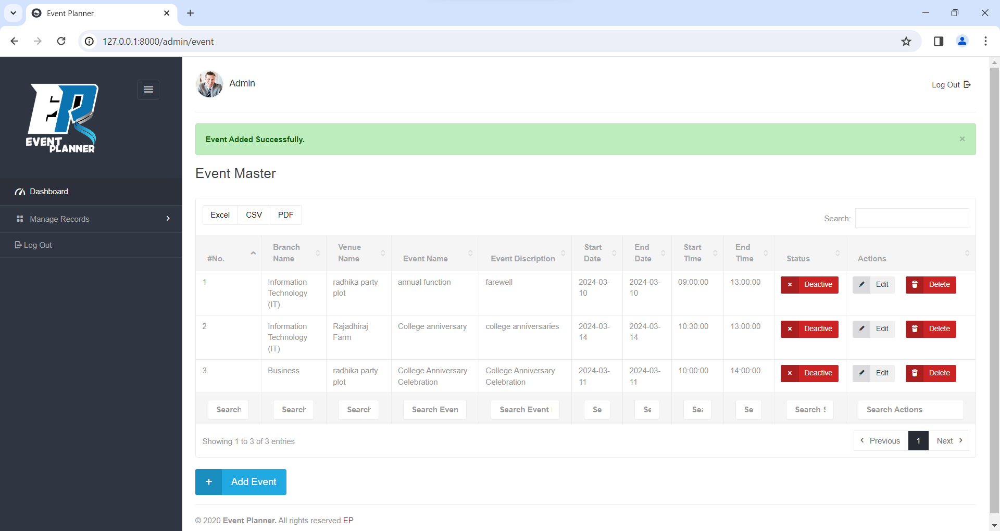 Event Planner
127.0.0.1:8000/admin/event
EVENT
PLANNER
Dashboard
Manage Records
Log Out
Admin
Log Out
Event Added Successfully.
×
Event Master
Excel CSV PDF
Search:
#No. Branch Name Venue Name Event Name Event Discription Start Date End Date Start Time End Time Status Actions
1 Information Technology (IT) radhika party plot annual function farewell 2024-03-10 2024-03-10 09:00:00 13:00:00 Deactive Edit Delete
2 Information Technology (IT) Rajadhiraj Farm College anniversary college anniversaries 2024-03-14 2024-03-14 10:30:00 13:00:00 Deactive Edit Delete
3 Business radhika party plot College Anniversary Celebration College Anniversary Celebration 2024-03-11 2024-03-11 10:00:00 14:00:00 Deactive Edit Delete
Search Search Search Search Even Search Event Se Se Sea Se Search S Search Actions
Showing 1 to 3 of 3 entries
Previous 1 Next
+ Add Event
© 2020 Event Planner. All rights reserved.EP